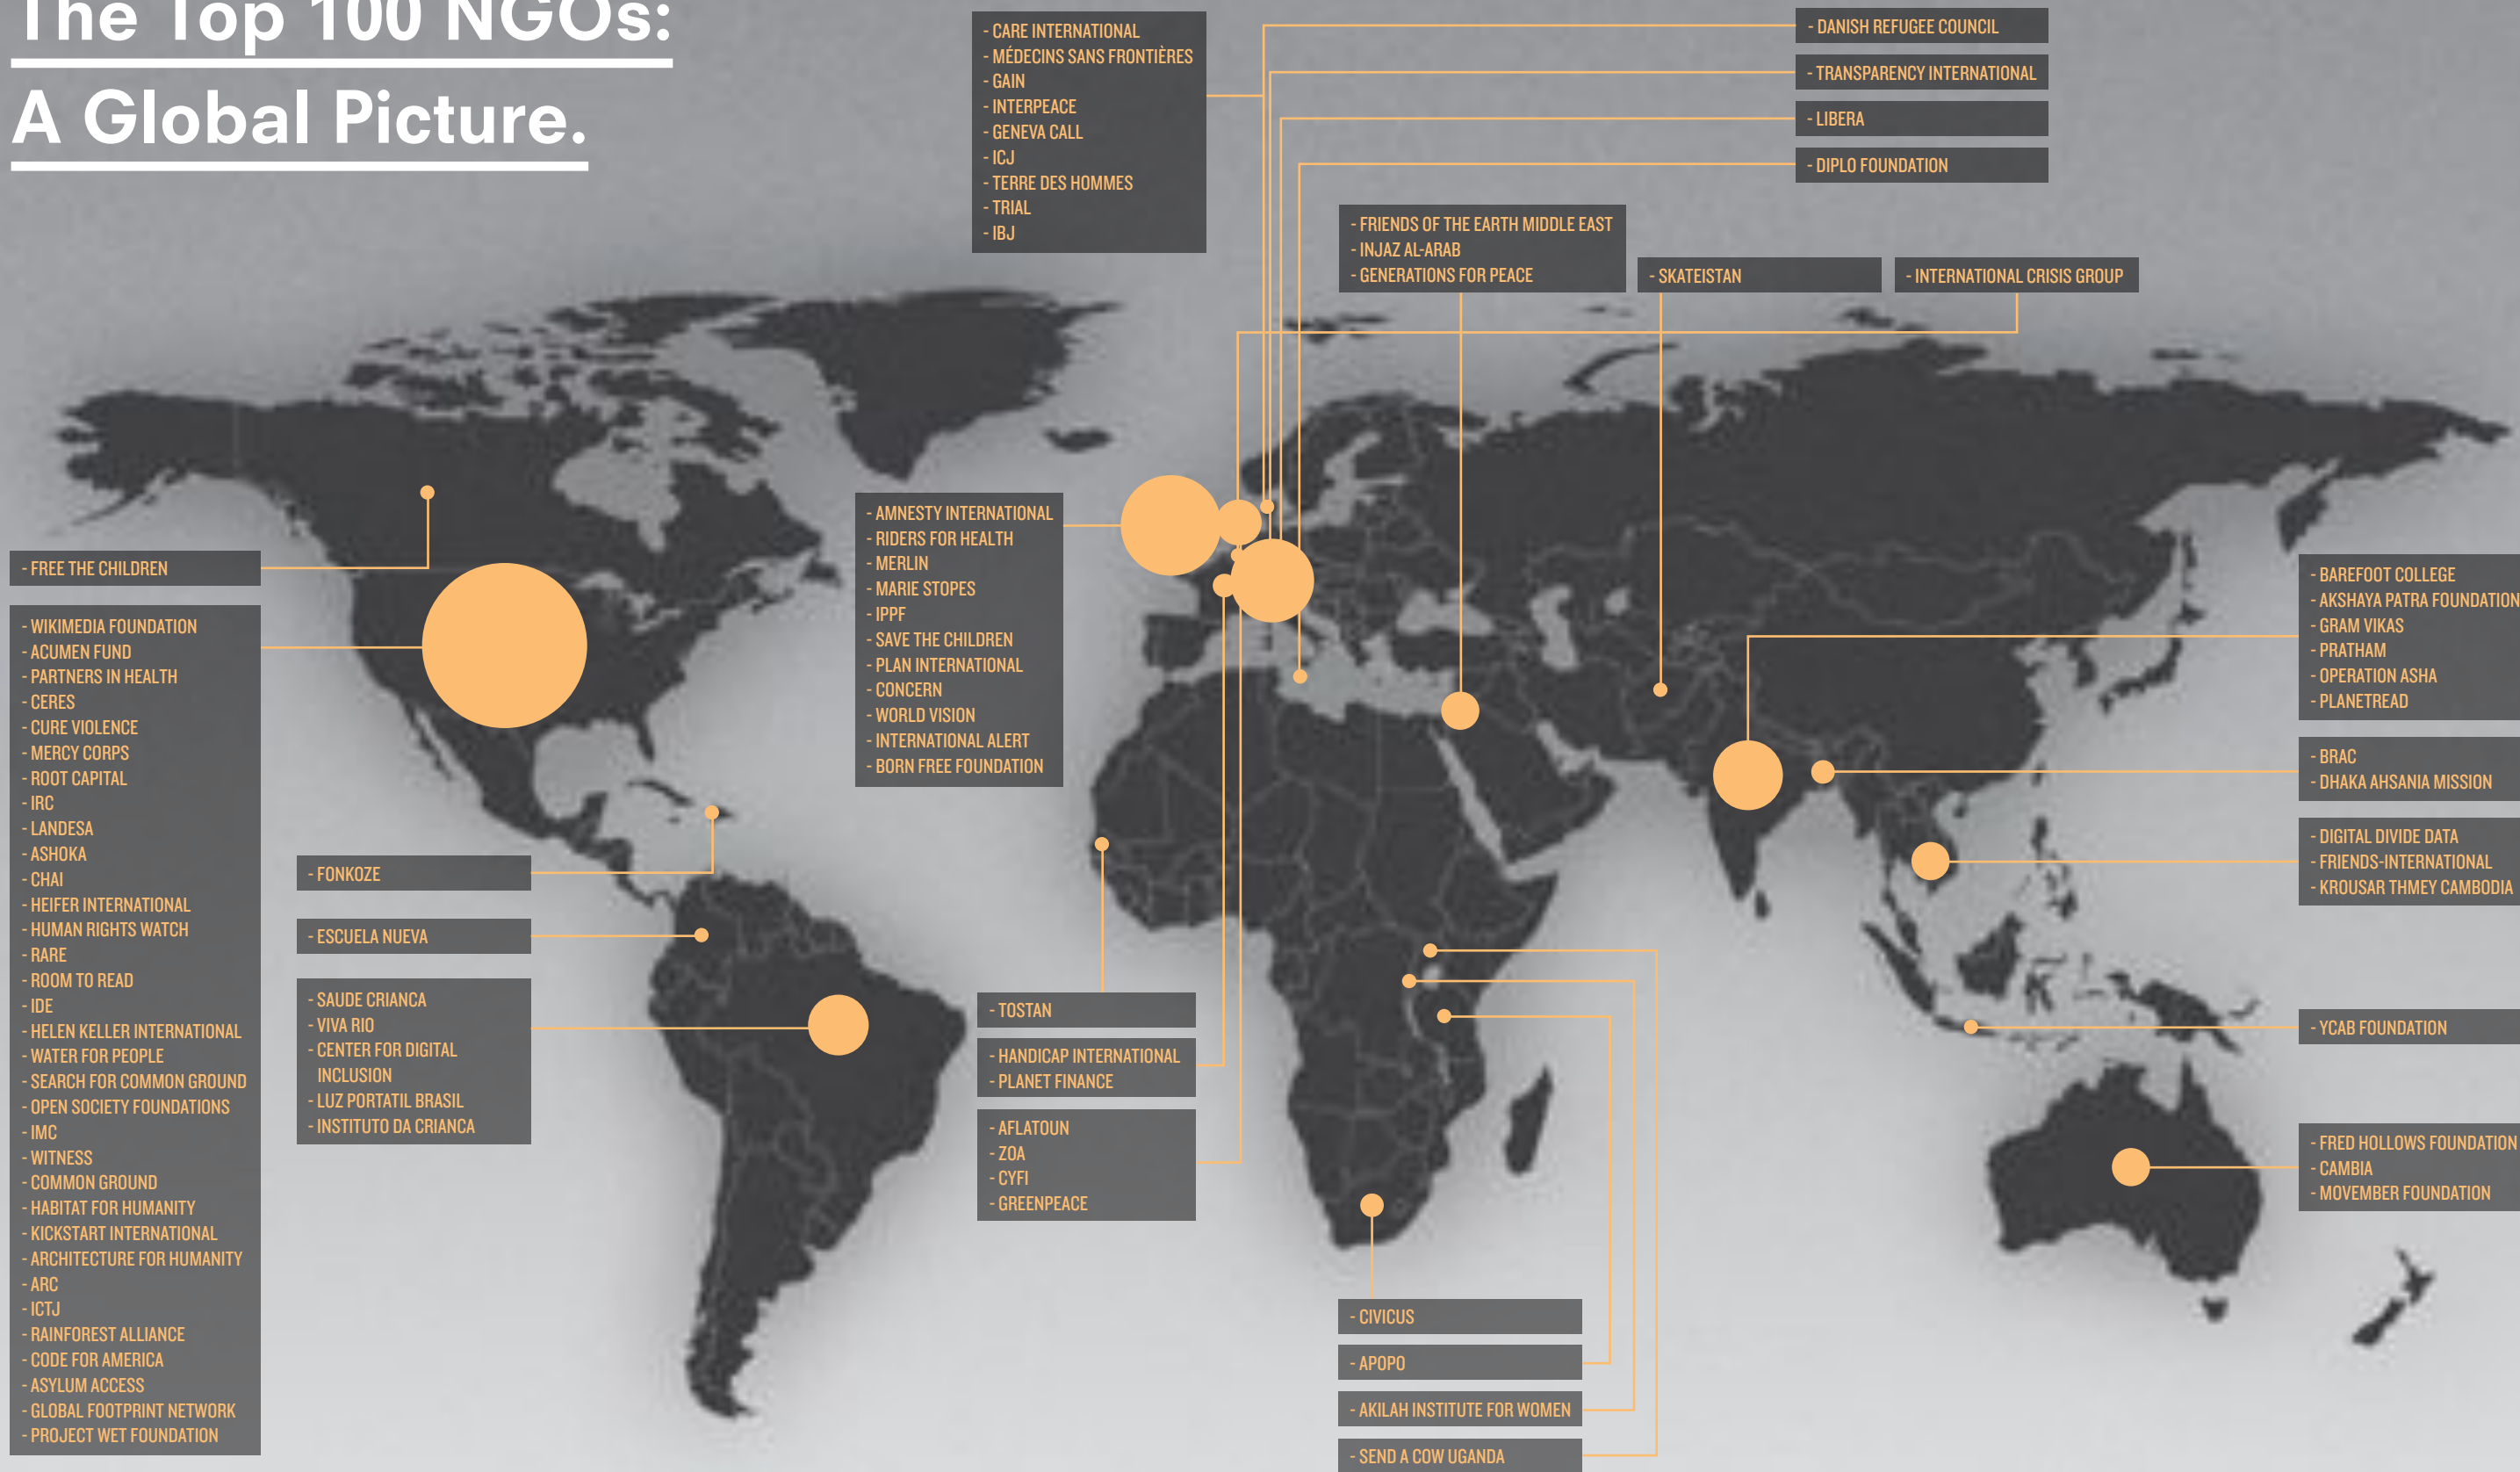 The Top 100 NGOs:
A Global Picture.
- CARE INTERNATIONAL
- MÉDECINS SANS FRONTIÈRES
- GAIN
- INTERPEACE
- GENEVA CALL
- ICJ
- TERRE DES HOMMES
- TRIAL
- IBJ
- DANISH REFUGEE COUNCIL
- TRANSPARENCY INTERNATIONAL
- LIBERA
- DIPLO FOUNDATION
- FRIENDS OF THE EARTH MIDDLE EAST
- INJAZ AL-ARAB
- GENERATIONS FOR PEACE
- SKATEISTAN
- INTERNATIONAL CRISIS GROUP
- FREE THE CHILDREN
- WIKIMEDIA FOUNDATION
- ACUMEN FUND
- PARTNERS IN HEALTH
- CERES
- CURE VIOLENCE
- MERCY CORPS
- ROOT CAPITAL
- IRC
- LANDESA
- ASHOKA
- CHAI
- HEIFER INTERNATIONAL
- HUMAN RIGHTS WATCH
- RARE
- ROOM TO READ
- IDE
- HELEN KELLER INTERNATIONAL
- WATER FOR PEOPLE
- SEARCH FOR COMMON GROUND
- OPEN SOCIETY FOUNDATIONS
- IMC
- WITNESS
- COMMON GROUND
- HABITAT FOR HUMANITY
- KICKSTART INTERNATIONAL
- ARCHITECTURE FOR HUMANITY
- ARC
- ICTJ
- RAINFOREST ALLIANCE
- CODE FOR AMERICA
- ASYLUM ACCESS
- GLOBAL FOOTPRINT NETWORK
- PROJECT WET FOUNDATION
- FONKOZE
- ESCUELA NUEVA
- SAUDE CRIANCA
- VIVA RIO
- CENTER FOR DIGITAL
INCLUSION
- LUZ PORTATIL BRASIL
- INSTITUTO DA CRIANCA
- AMNESTY INTERNATIONAL
- RIDERS FOR HEALTH
- MERLIN
- MARIE STOPES
- IPPF
- SAVE THE CHILDREN
- PLAN INTERNATIONAL
- CONCERN
- WORLD VISION
- INTERNATIONAL ALERT
- BORN FREE FOUNDATION
- TOSTAN
- HANDICAP INTERNATIONAL
- PLANET FINANCE
- AFLATOUN
- ZOA
- CYFI
- GREENPEACE
- CIVICUS
- APOPO
- AKILAH INSTITUTE FOR WOMEN
- SEND A COW UGANDA
- BAREFOOT COLLEGE
- AKSHAYA PATRA FOUNDATION
- GRAM VIKAS
- PRATHAM
- OPERATION ASHA
- PLANETREAD
- BRAC
- DHAKA AHSANIA MISSION
- DIGITAL DIVIDE DATA
- FRIENDS-INTERNATIONAL
- KROUSAR THMEY CAMBODIA
- YCAB FOUNDATION
- FRED HOLLOWS FOUNDATION
- CAMBIA
- MOVEMBER FOUNDATION